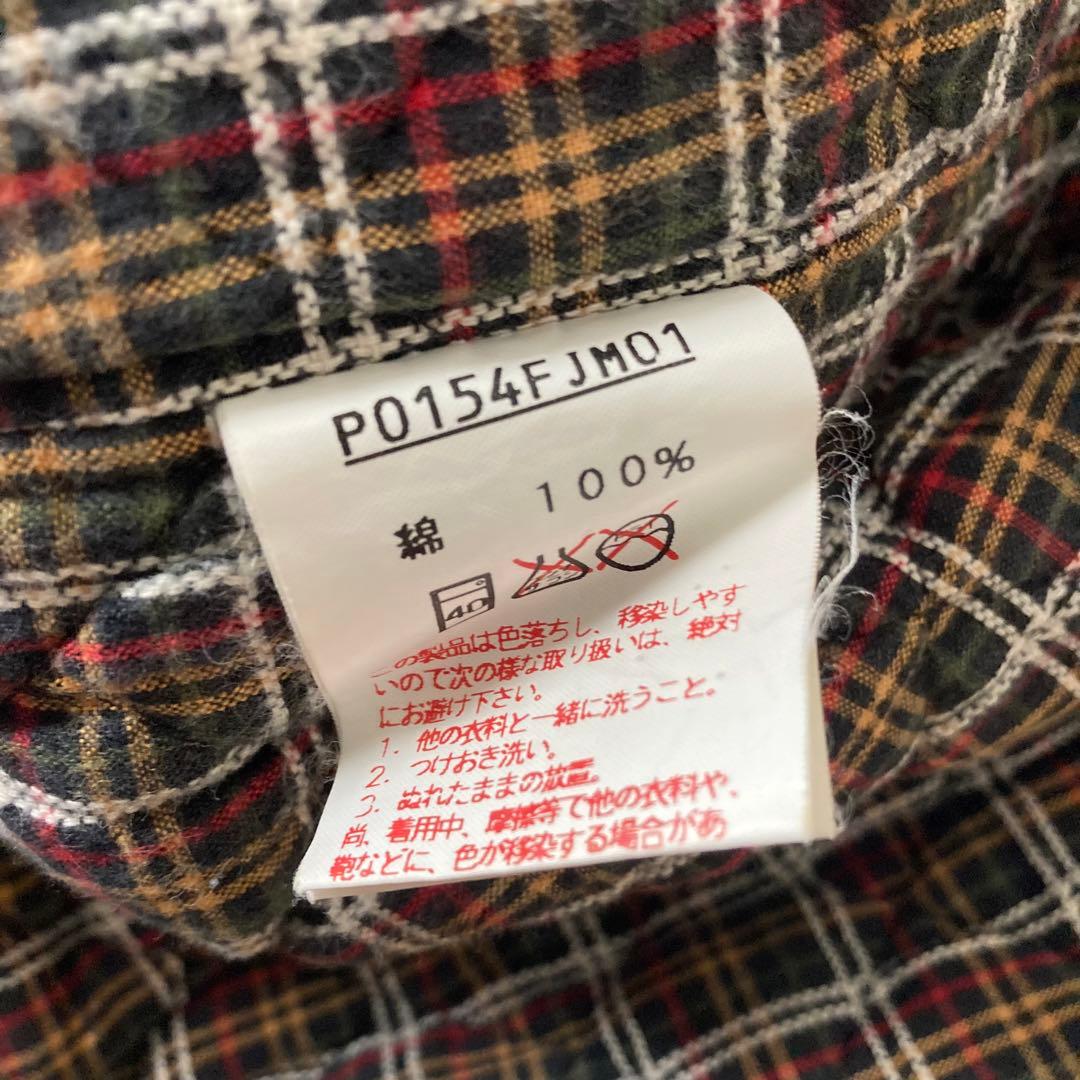 P0154FJM01
綿 100%
40
この製品は色落ちし、移染しやす
いので次の様な取り扱いは、絶対
にお避け下さい。
1. 他の衣料と一緒に洗うこと。
2. つけおき洗い。
3. ぬれたままの放置。
尚、着用中、摩擦等で他の衣料や、
鞄などに、色が移染する場合があ